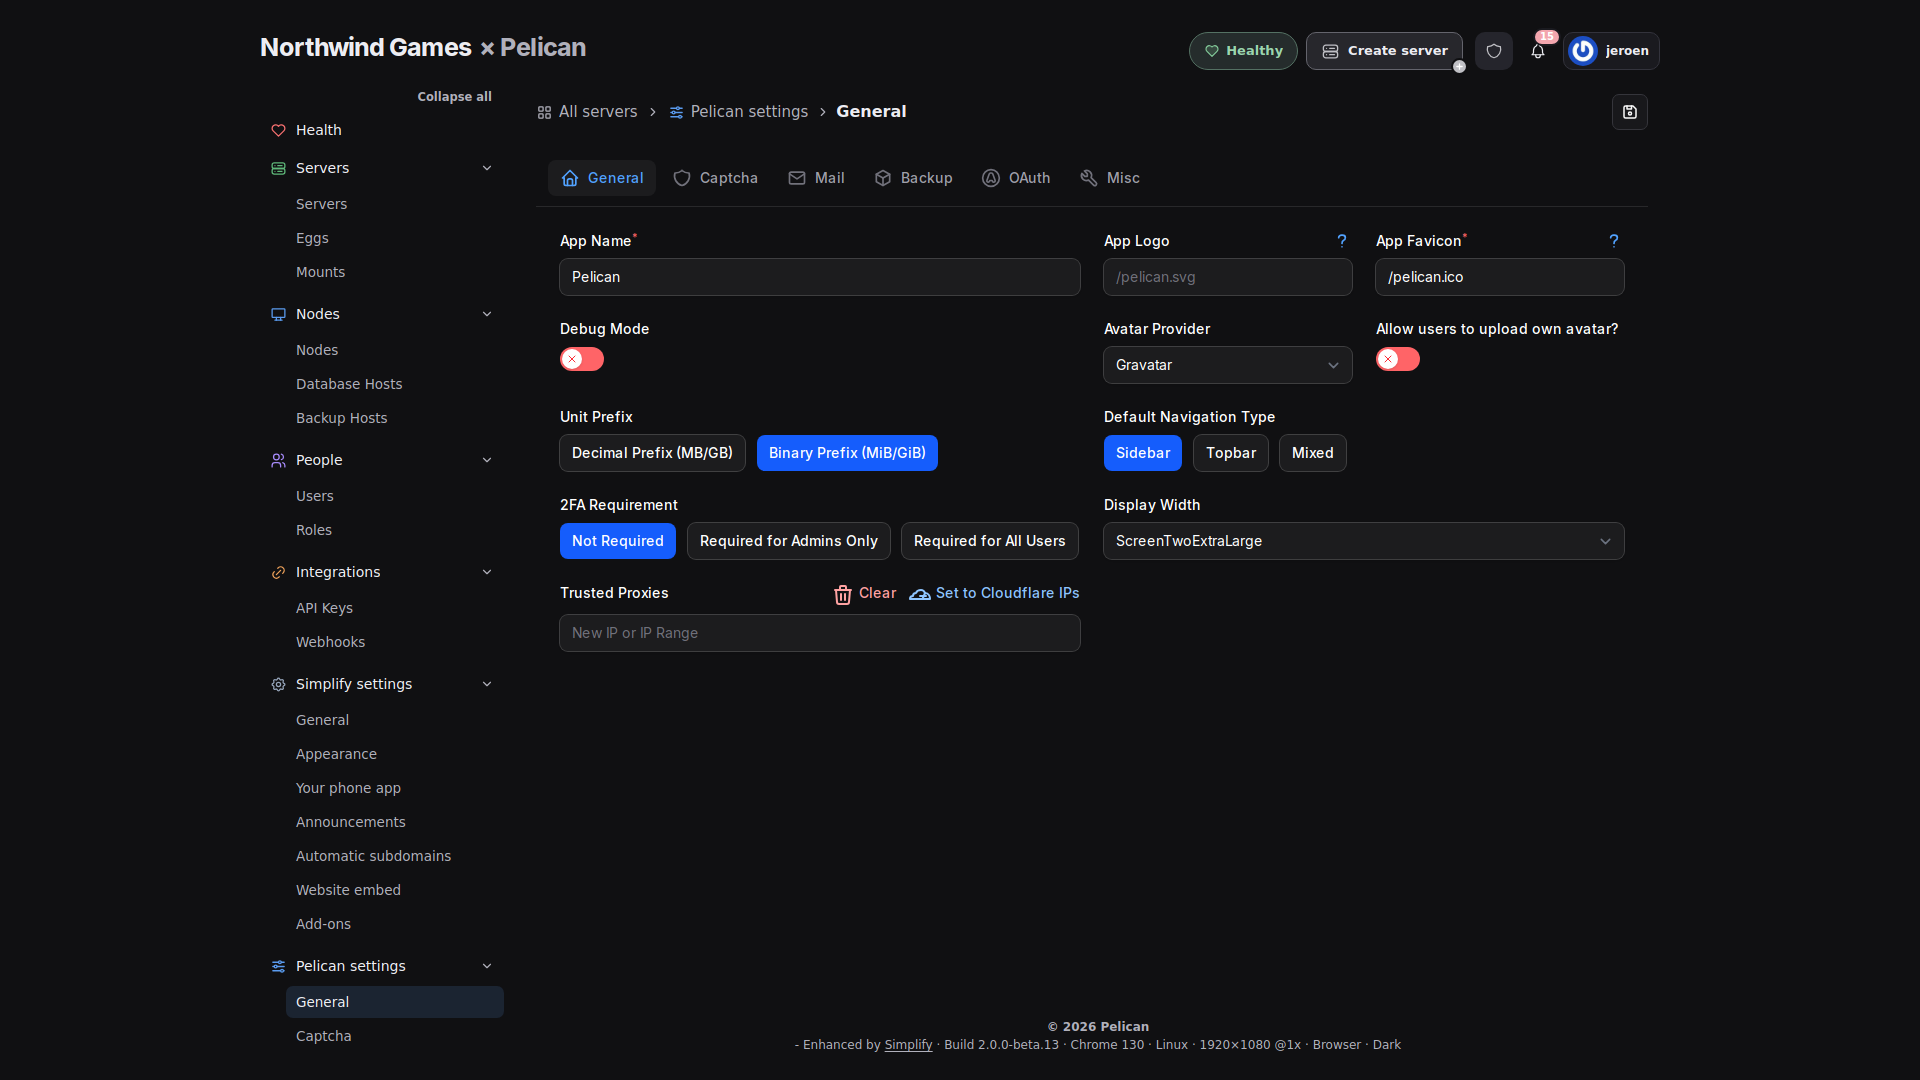 Northwind Games × Pelican
Healthy
Create server
15
jeroen
Collapse all
Health
Servers
Servers
Eggs
Mounts
Nodes
Nodes
Database Hosts
Backup Hosts
People
Users
Roles
Integrations
API Keys
Webhooks
Simplify settings
General
Appearance
Your phone app
Announcements
Automatic subdomains
Website embed
Add-ons
Pelican settings
General
Captcha
All servers > Pelican settings > General
General Captcha Mail Backup OAuth Misc
App Name*
Pelican
App Logo ?
/pelican.svg
App Favicon* ?
/pelican.ico
Debug Mode
Avatar Provider
Gravatar
Allow users to upload own avatar?
Unit Prefix
Decimal Prefix (MB/GB) Binary Prefix (MiB/GiB)
Default Navigation Type
Sidebar Topbar Mixed
2FA Requirement
Not Required Required for Admins Only Required for All Users
Display Width
ScreenTwoExtraLarge
Trusted Proxies Clear Set to Cloudflare IPs
New IP or IP Range
© 2026 Pelican
- Enhanced by Simplify · Build 2.0.0-beta.13 · Chrome 130 · Linux · 1920×1080 @1x · Browser · Dark